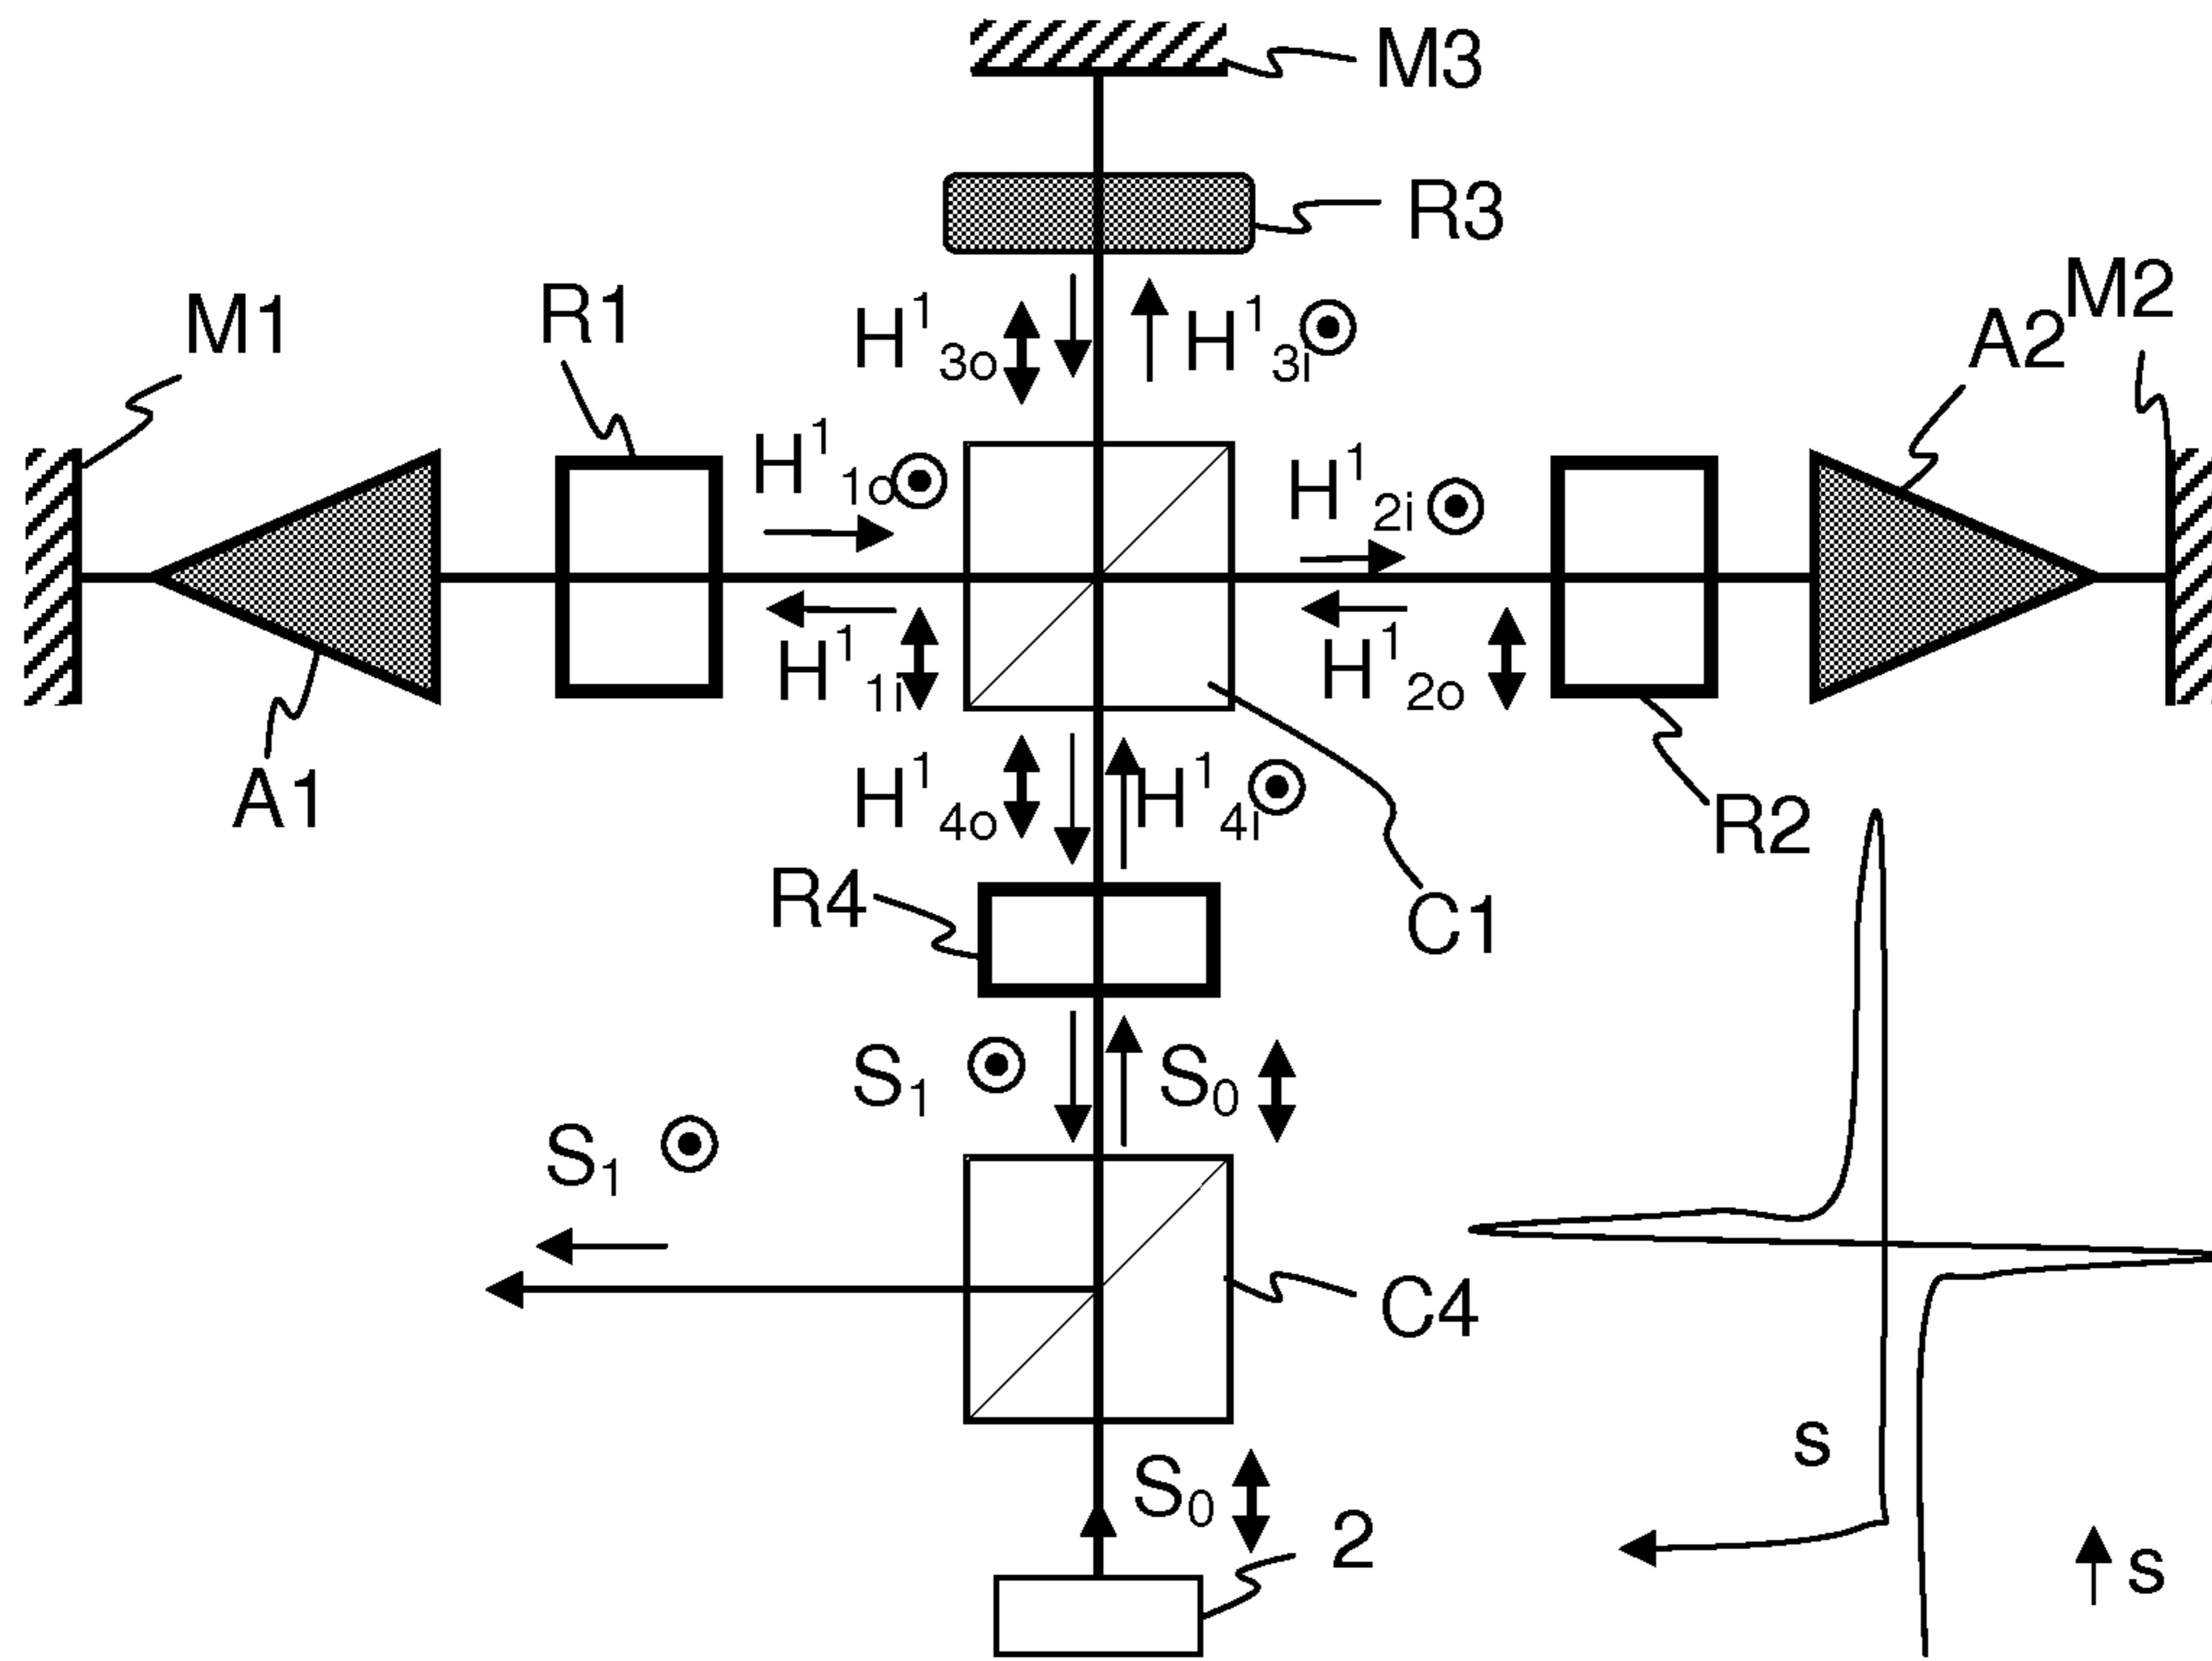 M3
R3
M1
R1
H¹₃ₒ
H¹₃ᵢ
M2
A2
H¹₁ₒ
H¹₂ᵢ
H¹₁ᵢ
H¹₂ₒ
A1
H¹₄ₒ
H¹₄ᵢ
R2
R4
C1
S₁
S₀
S₁
C4
s
S₀
2
s